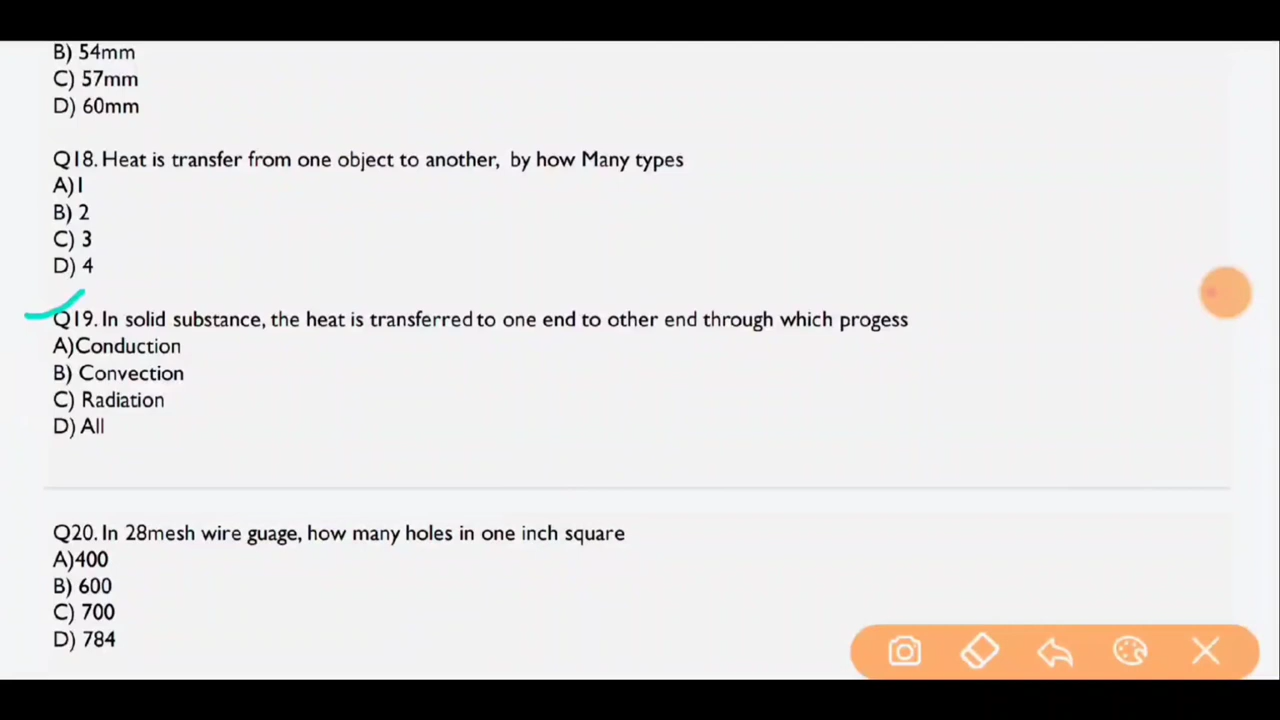 B) 54mm
C) 57mm
D) 60mm
Q18. Heat is transfer from one object to another, by how Many types
A)1
B) 2
C) 3
D) 4
Q19. In solid substance, the heat is transferred to one end to other end through which progess
A)Conduction
B) Convection
C) Radiation
D) All
Q20. In 28mesh wire guage, how many holes in one inch square
A)400
B) 600
C) 700
D) 784